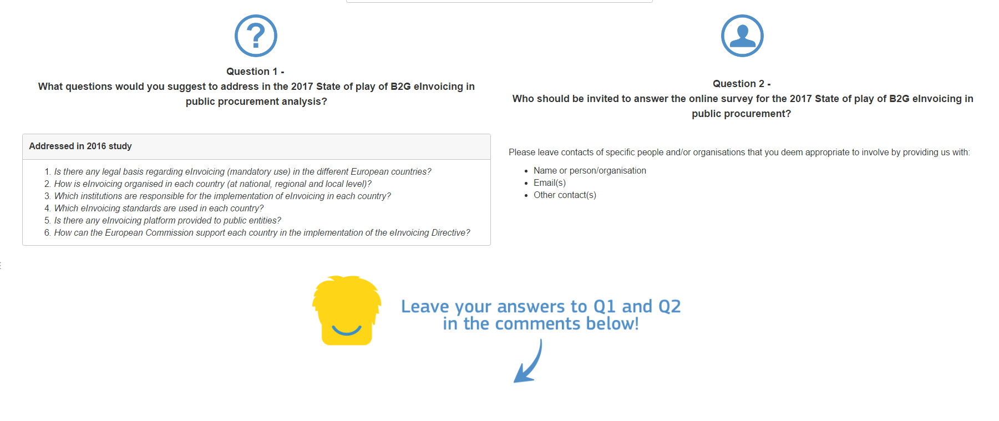 ?
Question 1 -
What questions would you suggest to address in the 2017 State of play of B2G eInvoicing in
public procurement analysis?
Addressed in 2016 study
1. Is there any legal basis regarding eInvoicing (mandatory use) in the different European countries?
2. How is eInvoicing organised in each country (at national, regional and local level)?
3. Which institutions are responsible for the implementation of eInvoicing in each country?
4. Which eInvoicing standards are used in each country?
5. Is there any eInvoicing platform provided to public entities?
6. How can the European Commission support each country in the implementation of the eInvoicing Directive?
Question 2 -
Who should be invited to answer the online survey for the 2017 State of play of B2G eInvoicing in
public procurement?
Please leave contacts of specific people and/or organisations that you deem appropriate to involve by providing us with:
• Name or person/organisation
• Email(s)
• Other contact(s)
Leave your answers to Q1 and Q2
in the comments below!